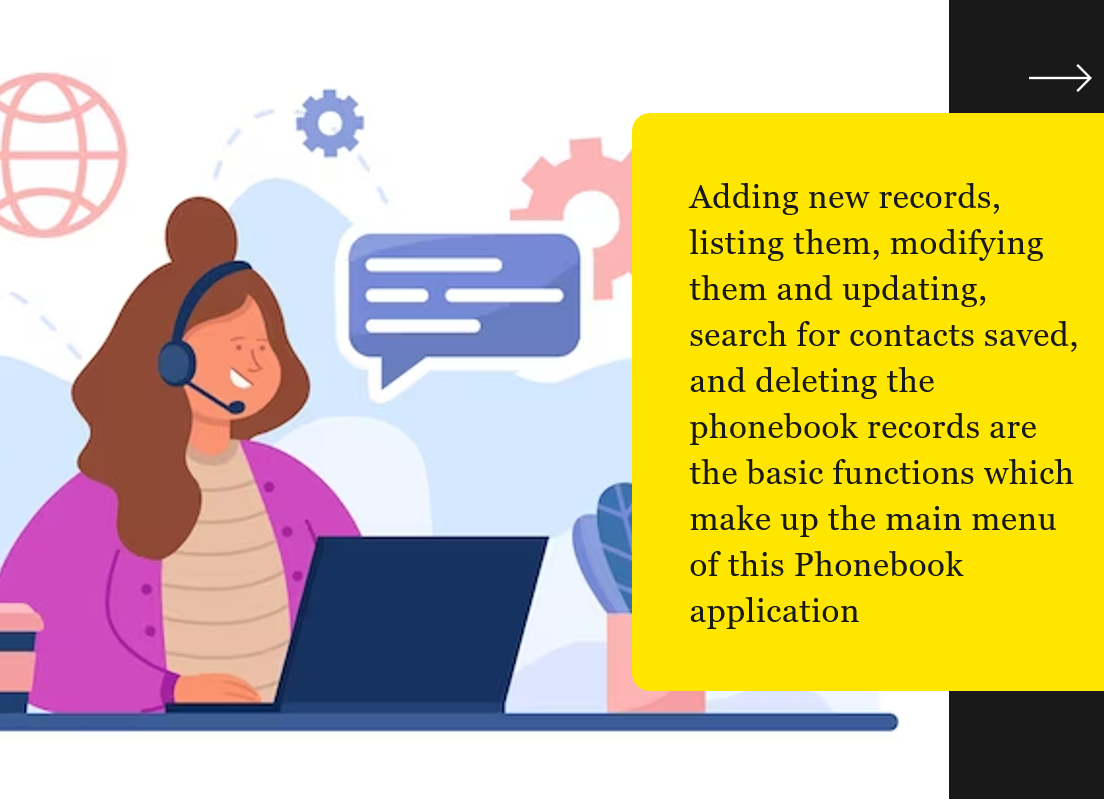 Adding new records,
listing them, modifying
them and updating,
search for contacts saved,
and deleting the
phonebook records are
the basic functions which
make up the main menu
of this Phonebook
application